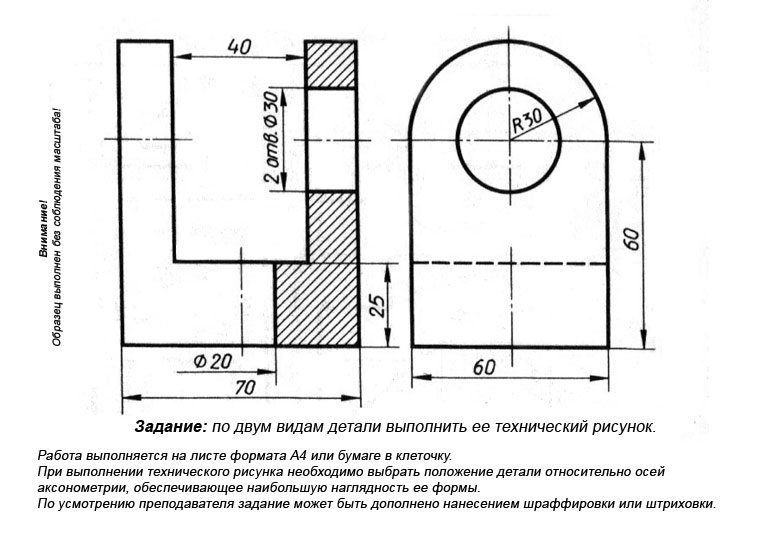 Внимание!
Образец выполнен без соблюдения масштаба!
40
2 отв. Ф30
R30
60
25
Ф20
70
60
Задание: по двум видам детали выполнить ее технический рисунок.
Работа выполняется на листе формата А4 или бумаге в клеточку.
При выполнении технического рисунка необходимо выбрать положение детали относительно осей
аксонометрии, обеспечивающее наибольшую наглядность ее формы.
По усмотрению преподавателя задание может быть дополнено нанесением шраффировки или штриховки.